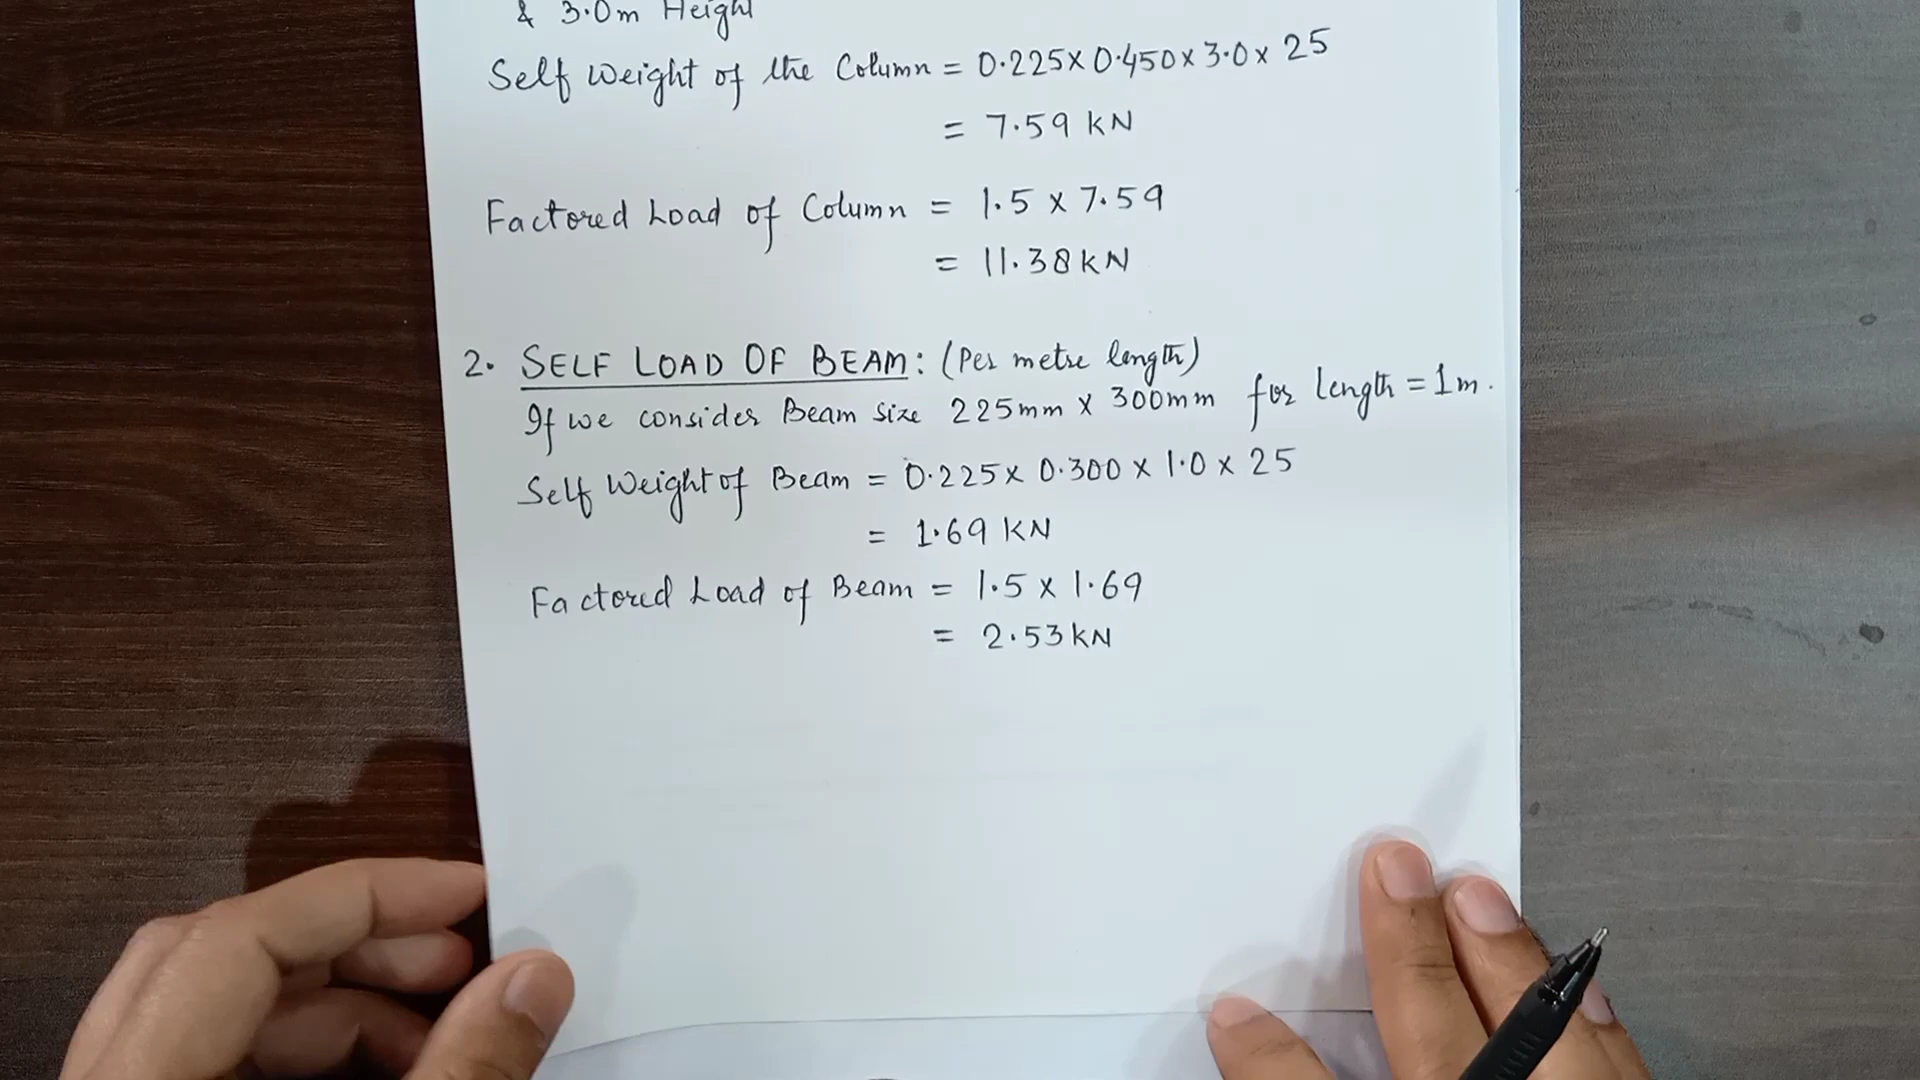 & 3.0m Height
Self Weight of the Column = 0.225 x 0.450 x 3.0 x 25
= 7.59 kN
Factored Load of Column = 1.5 x 7.59
= 11.38 kN
2. SELF LOAD OF BEAM: (Per metre length)
If we consider Beam size 225mm x 300mm for length = 1m.
Self Weight of Beam = 0.225 x 0.300 x 1.0 x 25
= 1.69 KN
Factored Load of Beam = 1.5 x 1.69
= 2.53 kN